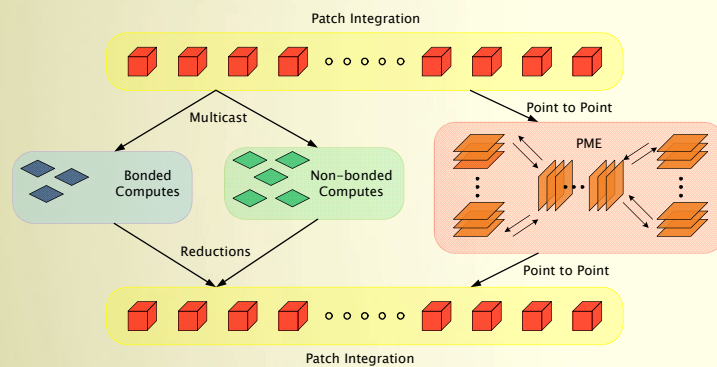 Patch Integration
Multicast
Point to Point
PME
Bonded
Computes
Non-bonded
Computes
Reductions
Point to Point
Patch Integration